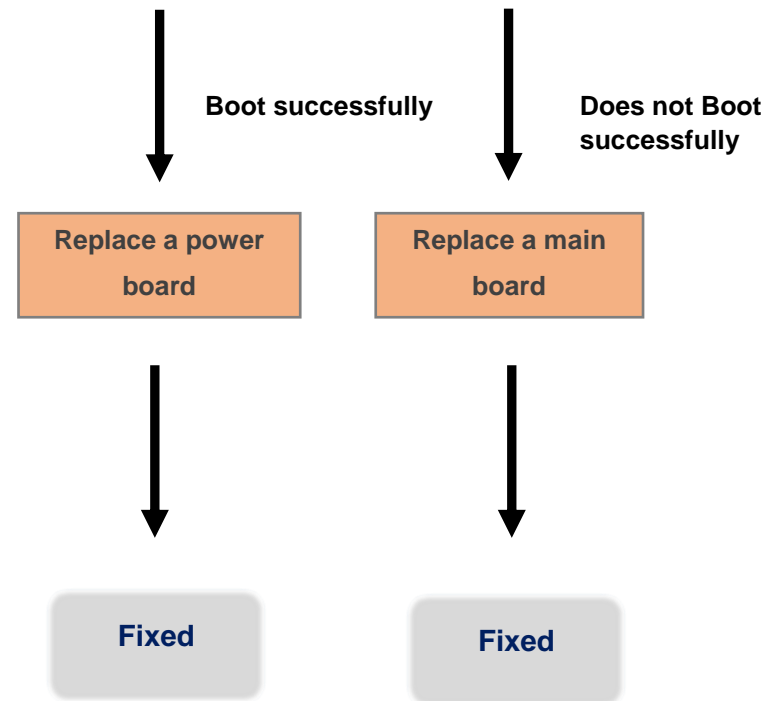 Boot successfully
Does not Boot
successfully
Replace a power
board
Replace a main
board
Fixed
Fixed